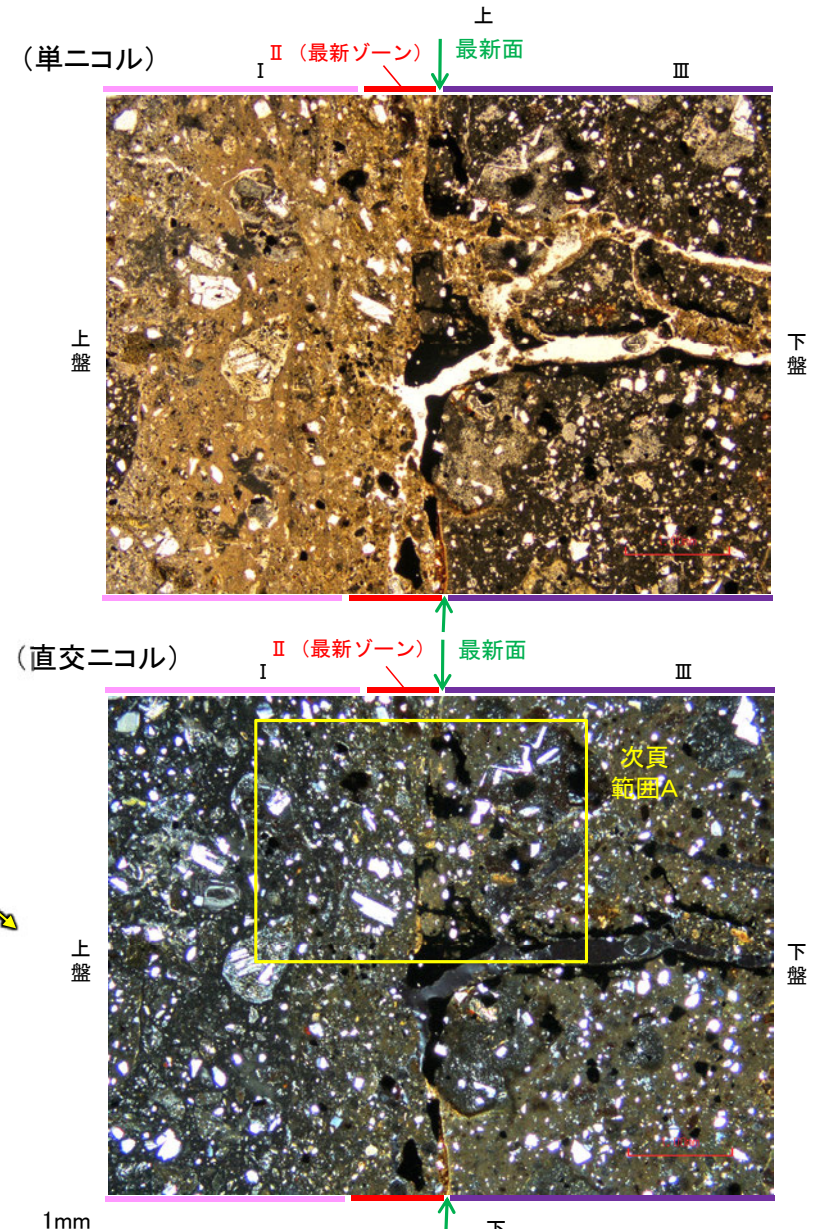 上
(単ニコル)
Ⅱ (最新ゾーン)
最新面
Ⅰ
Ⅲ
上盤
下盤
(直交ニコル)
Ⅱ (最新ゾーン)
最新面
Ⅰ
Ⅲ
次頁
範囲A
上盤
下盤
1mm
下